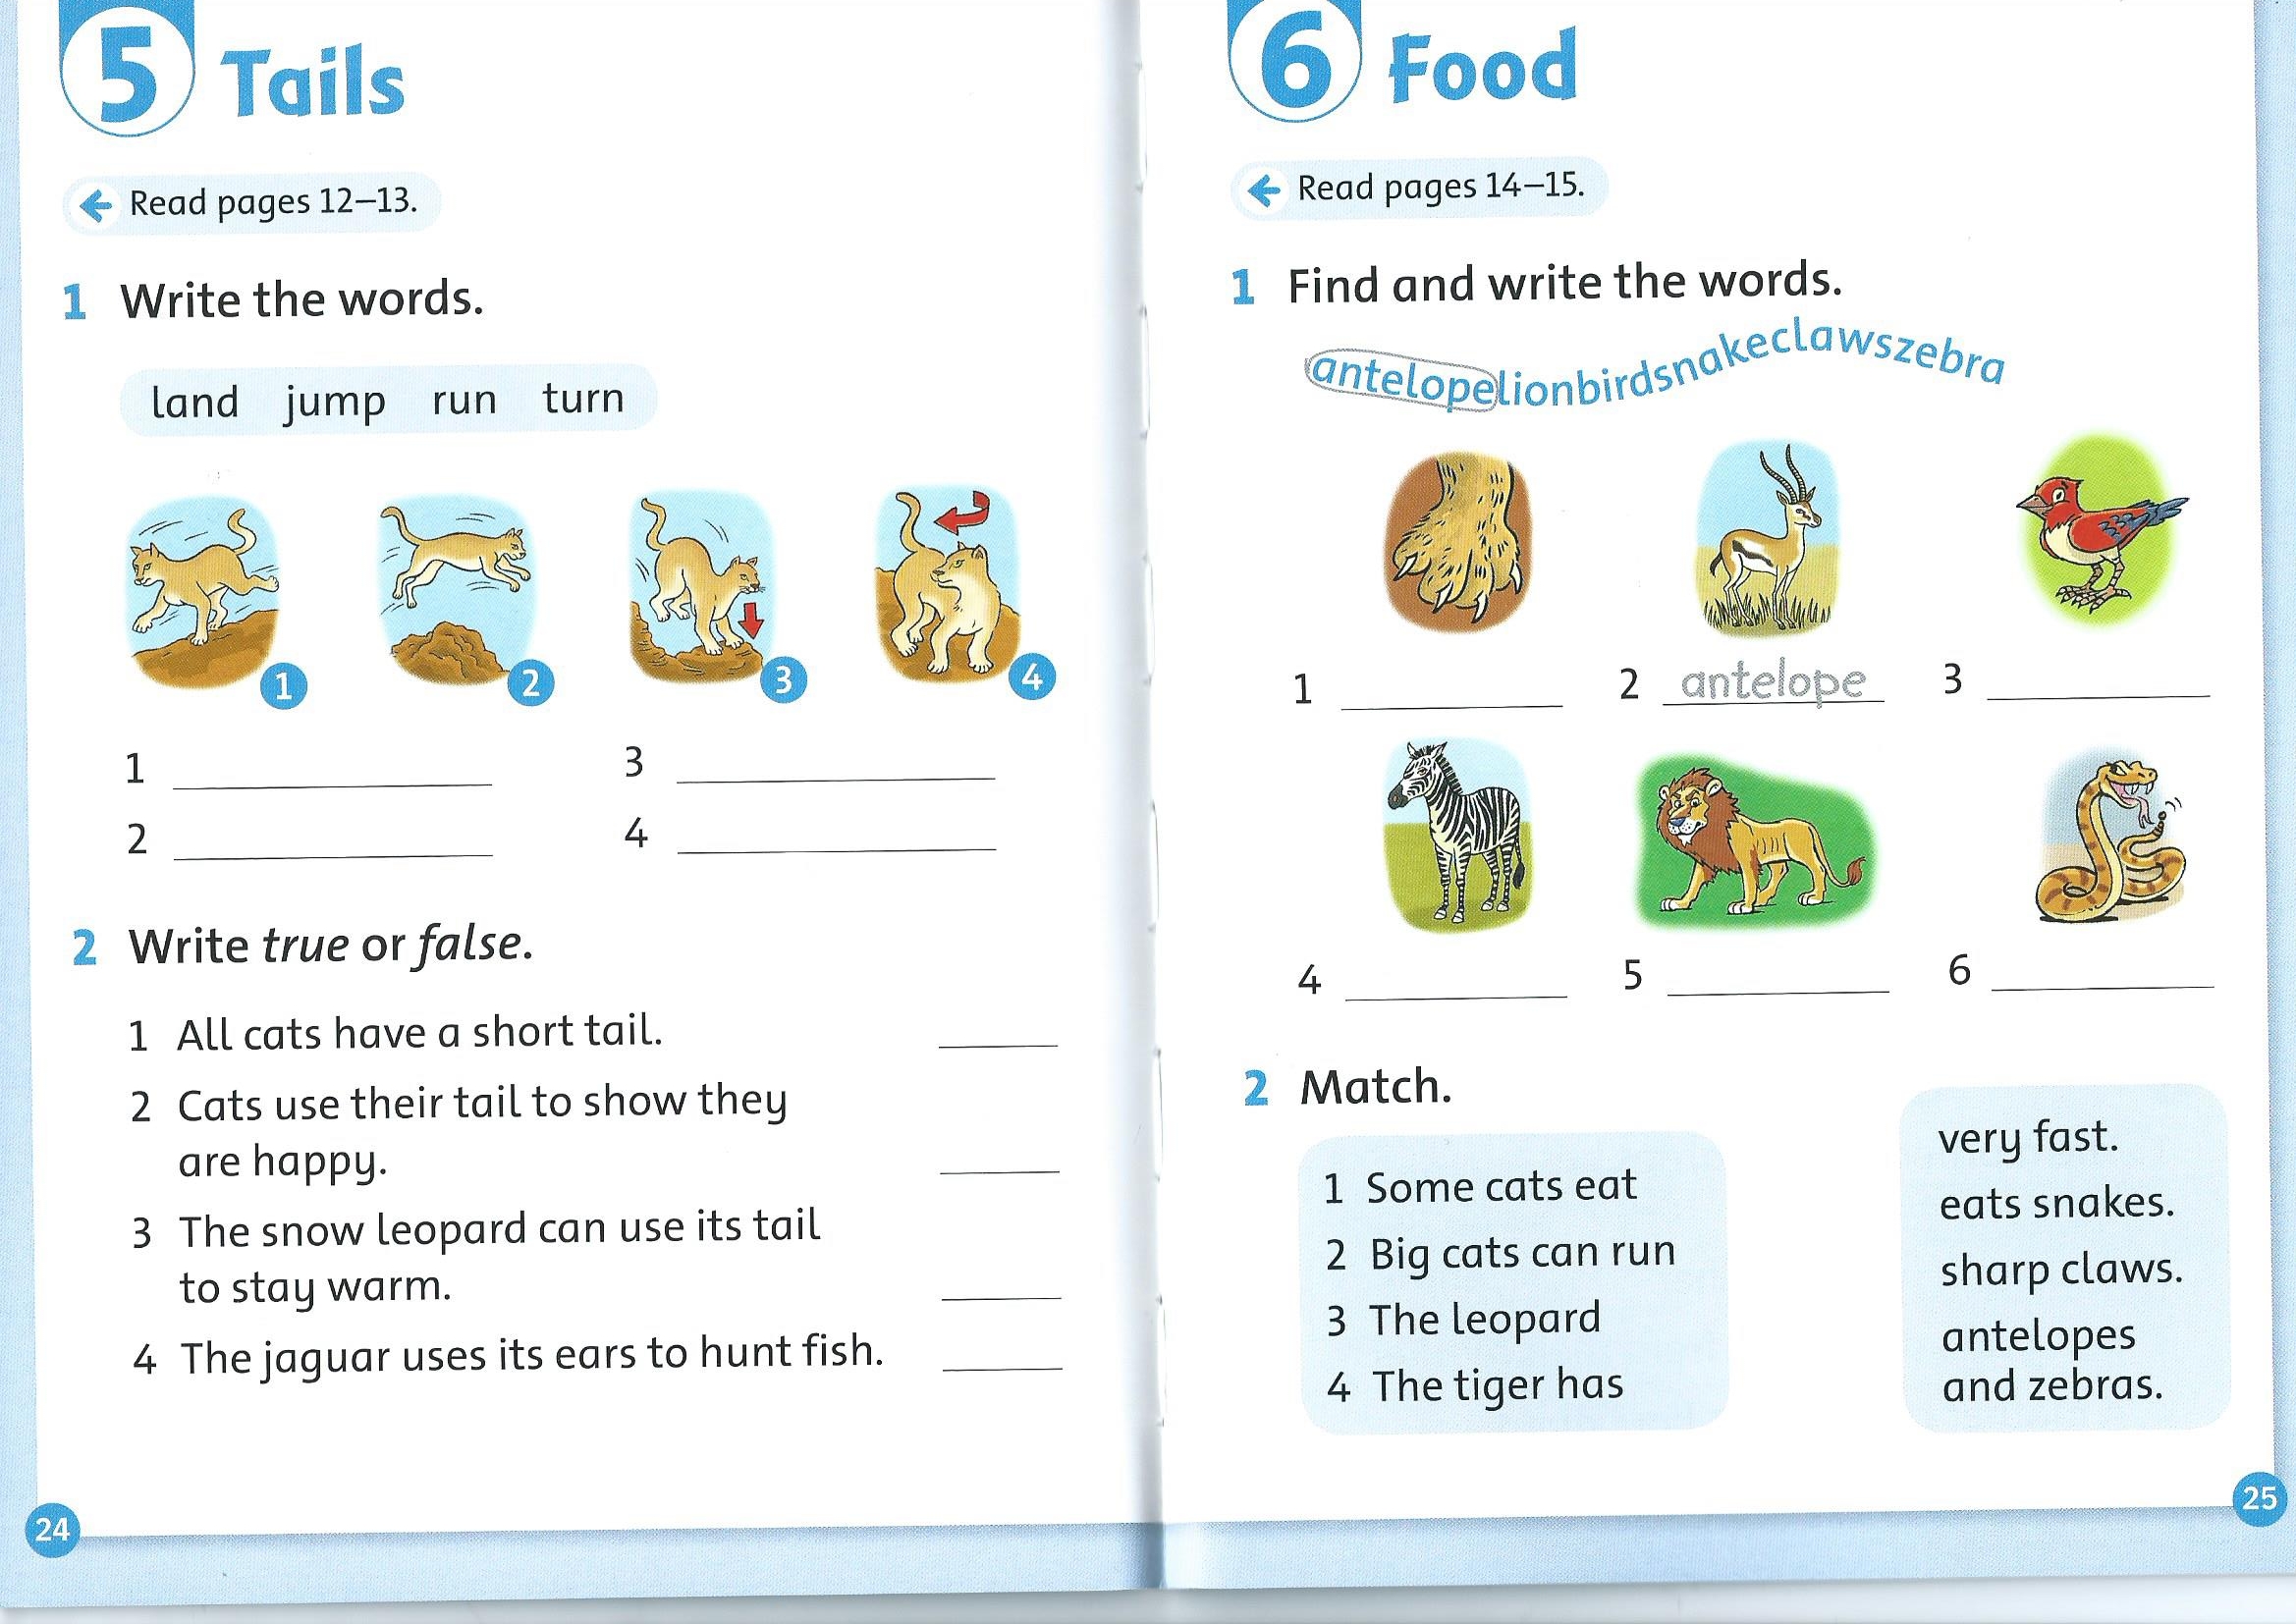 5 Tails
Read pages 12–13.
1 Write the words.
land jump run turn
1 2 3 4
1 ________ 3 ________
2 ________ 4 ________
2 Write true or false.
1 All cats have a short tail. ______
2 Cats use their tail to show they
are happy. ______
3 The snow leopard can use its tail
to stay warm. ______
4 The jaguar uses its ears to hunt fish. ______
24
6 Food
Read pages 14–15.
1 Find and write the words.
antelopelionbirdsnakeclawszebra
1 ________ 2 antelope 3 ________
4 ________ 5 ________ 6 ________
2 Match.
1 Some cats eat
2 Big cats can run
3 The leopard
4 The tiger has
very fast.
eats snakes.
sharp claws.
antelopes
and zebras.
25